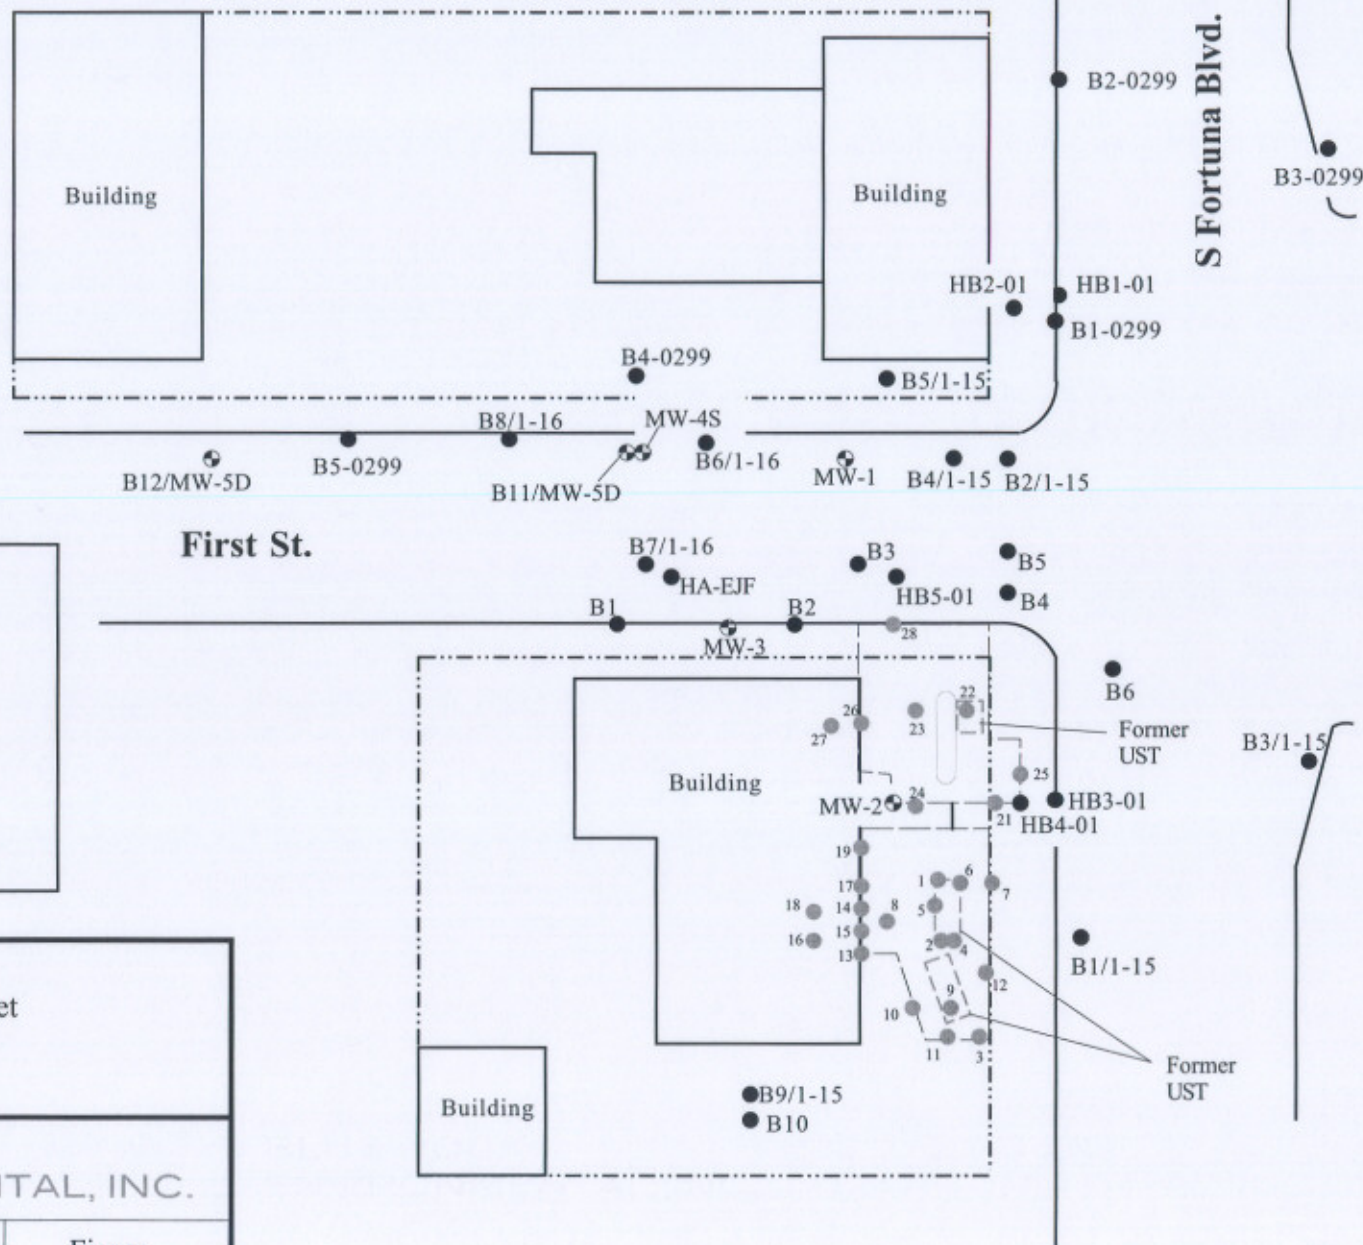 B2-0299
S Fortuna Blvd.
B3-0299
Building
Building
HB2-01
HB1-01
B1-0299
B4-0299
B5/1-15
B8/1-16
MW-4S
B12/MW-5D
B5-0299
B11/MW-5D
B6/1-16
MW-1
B4/1-15
B2/1-15
First St.
B7/1-16
HA-EJF
B3
HB5-01
B5
B4
B1
MW-3
B2
28
B6
22
26
27
23
Former
UST
B3/1-15
Building
25
MW-2
24
21
HB3-01
HB4-01
19
17
1
6
7
18
14
8
5
16
15
13
2
4
B1/1-15
12
9
10
11
3
et
Former
UST
Building
B9/1-15
B10
ITAL, INC.